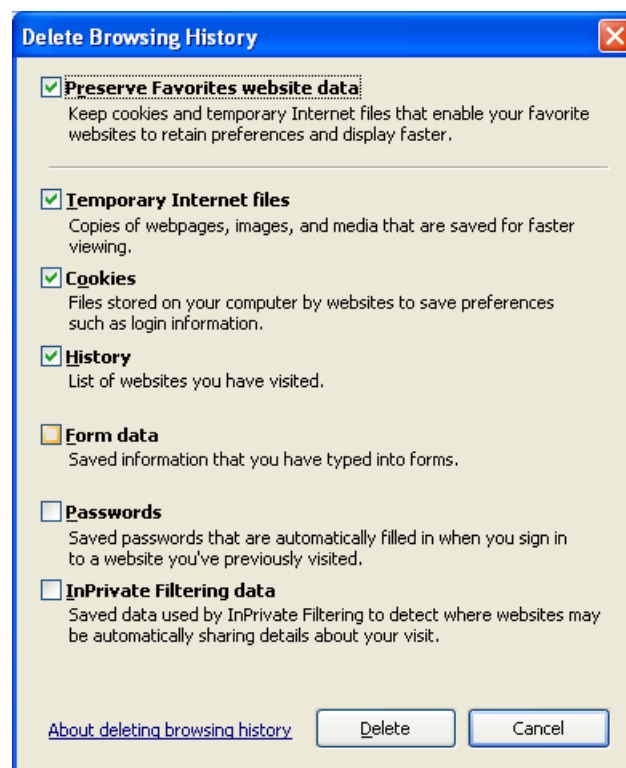 Delete Browsing History
Preserve Favorites website data
Keep cookies and temporary Internet files that enable your favorite
websites to retain preferences and display faster.
Temporary Internet files
Copies of webpages, images, and media that are saved for faster
viewing.
Cookies
Files stored on your computer by websites to save preferences
such as login information.
History
List of websites you have visited.
Form data
Saved information that you have typed into forms.
Passwords
Saved passwords that are automatically filled in when you sign in
to a website you've previously visited.
InPrivate Filtering data
Saved data used by InPrivate Filtering to detect where websites may
be automatically sharing details about your visit.
About deleting browsing history Delete Cancel